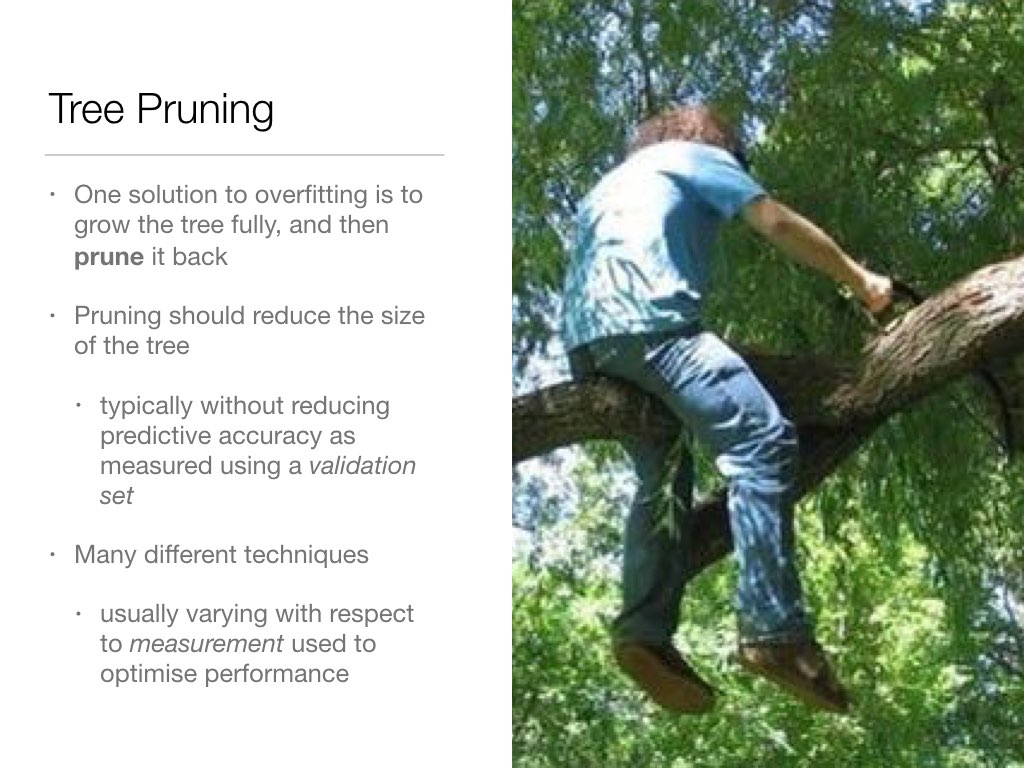 Tree Pruning
• One solution to overfitting is to
grow the tree fully, and then
prune it back
• Pruning should reduce the size
of the tree
• typically without reducing
predictive accuracy as
measured using a validation
set
• Many different techniques
• usually varying with respect
to measurement used to
optimise performance